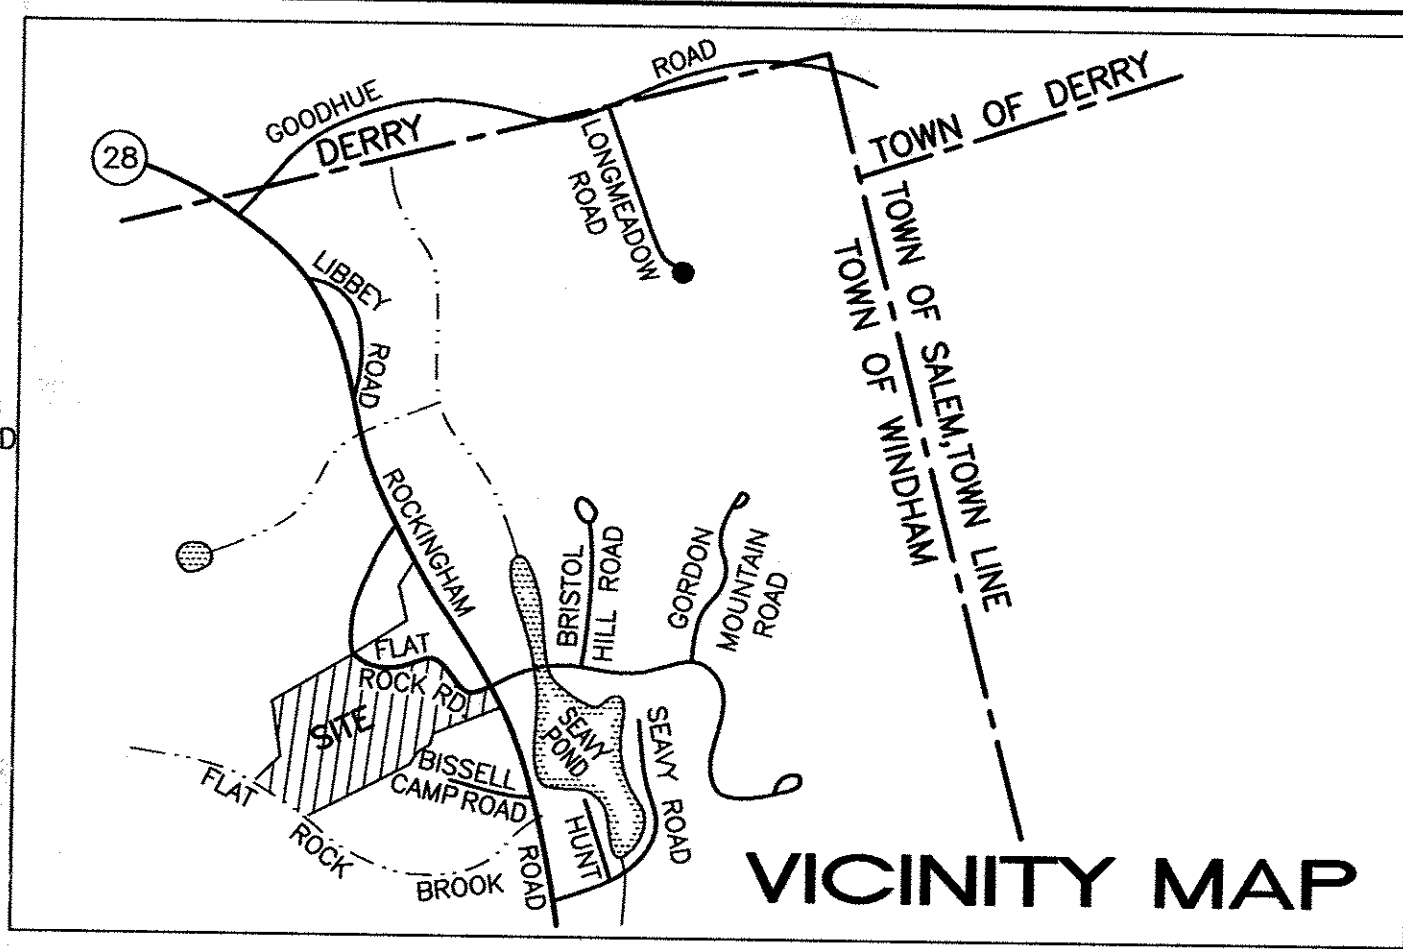 GOODHUE ROAD
28
DERRY
TOWN OF DERRY
LONGMEADOW
ROAD
TOWN OF SALEM, TOWN LINE
TOWN OF WINDHAM
LIBBEY ROAD
D
ROCKINGHAM ROAD
BRISTOL
HILL ROAD
GORDON
MOUNTAIN
ROAD
FLAT
ROCK RD.
SITE
SEAVY
POND
SEAVY ROAD
BISSELL
CAMP ROAD
FLAT ROCK BROOK
HUNT
VICINITY MAP